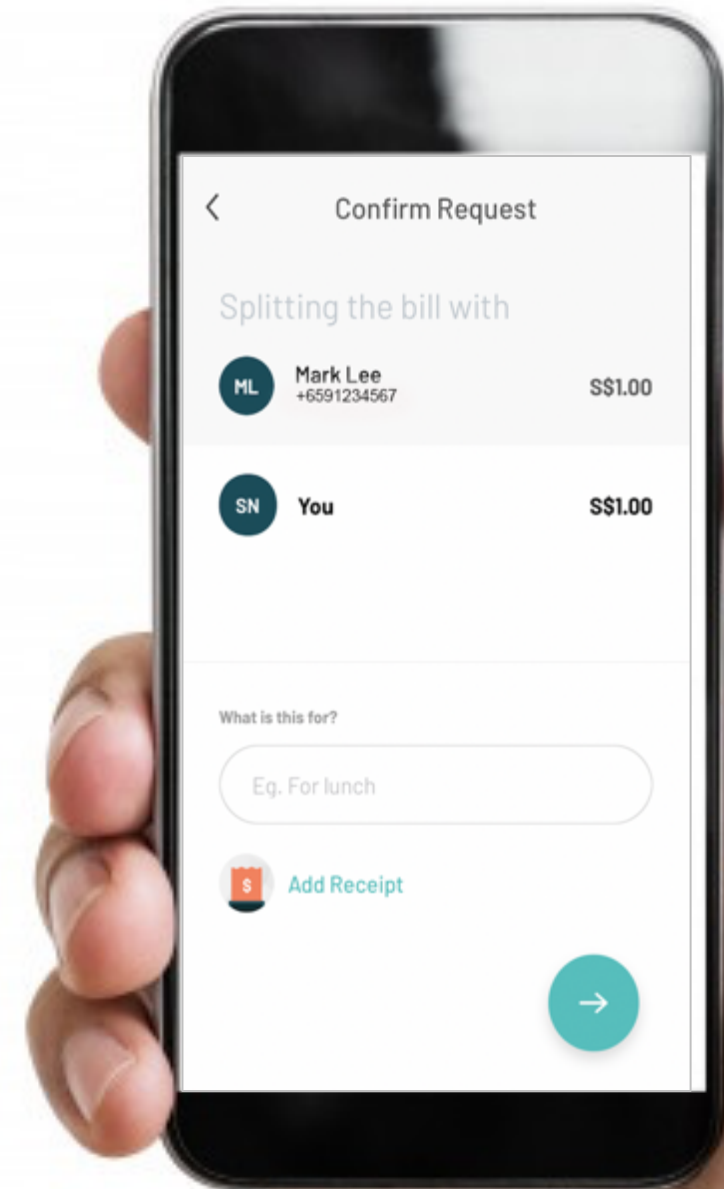 Confirm Request
Splitting the bill with
ML
Mark Lee
S$1.00
+6591234567
SN
You
S$1.00
What is this for?
Eg. For lunch
$
Add Receipt